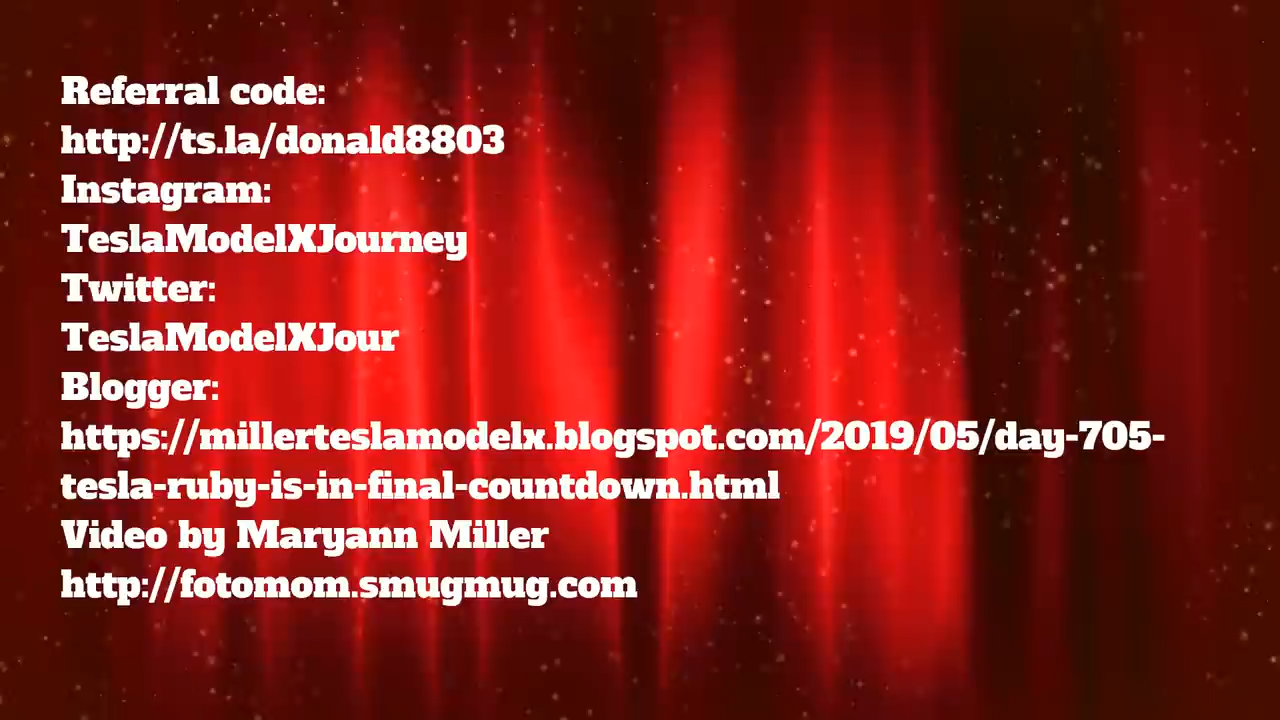 Referral code:
http://ts.la/donald8803
Instagram:
TeslaModelXJourney
Twitter:
TeslaModelXJour
Blogger:
https://millerteslamodelx.blogspot.com/2019/05/day-705-
tesla-ruby-is-in-final-countdown.html
Video by Maryann Miller
http://fotomom.smugmug.com